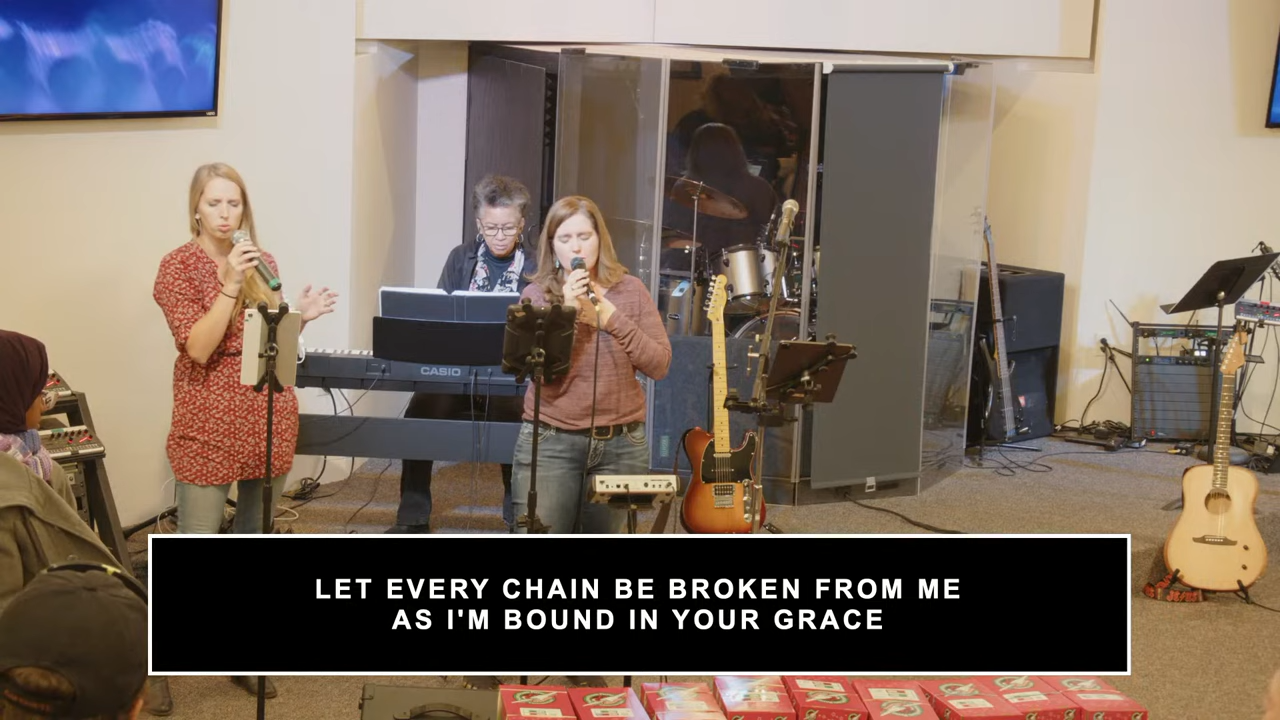 CASIO
LET EVERY CHAIN BE BROKEN FROM ME
AS I'M BOUND IN YOUR GRACE